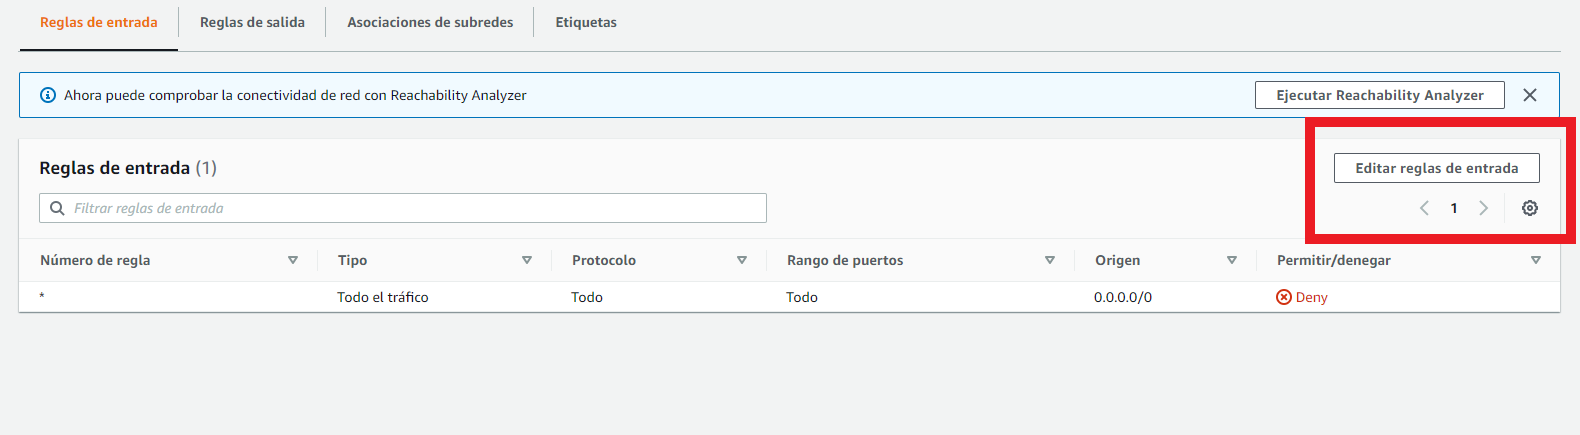 Reglas de entrada Reglas de salida Asociaciones de subredes Etiquetas
Ahora puede comprobar la conectividad de red con Reachability Analyzer Ejecutar Reachability Analyzer
Reglas de entrada (1) Editar reglas de entrada
Filtrar reglas de entrada 1
Número de regla Tipo Protocolo Rango de puertos Origen Permitir/denegar
* Todo el tráfico Todo Todo 0.0.0.0/0 Deny